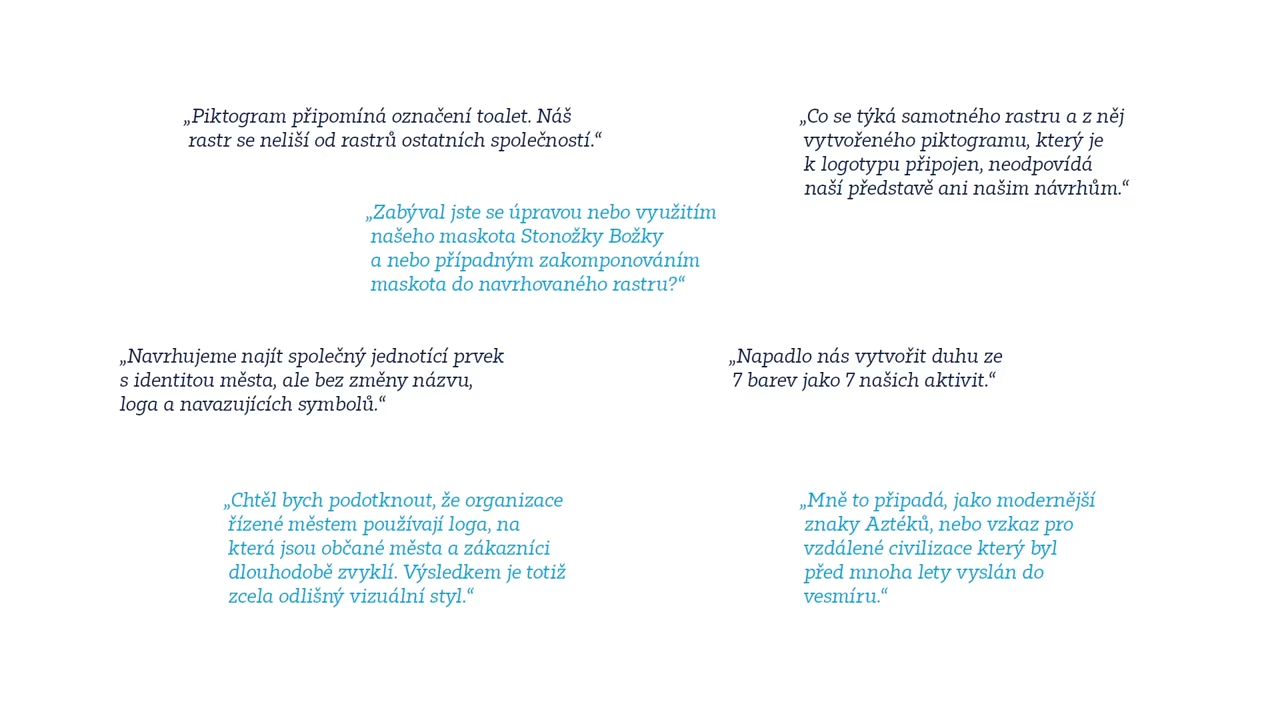 „Piktogram připomíná označení toalet. Náš
rastr se neliší od rastrů ostatních společností.“
„Co se týká samotného rastru a z něj
vytvořeného piktogramu, který je
k logotypu připojen, neodpovídá
naší představě ani našim návrhům.“
„Zabýval jste se úpravou nebo využitím
našeho maskota Stonožky Božky
a nebo případným zakomponováním
maskota do navrhovaného rastru?“
„Navrhujeme najít společný jednotící prvek
s identitou města, ale bez změny názvu,
loga a navazujících symbolů.“
„Napadlo nás vytvořit duhu ze
7 barev jako 7 našich aktivit.“
„Chtěl bych podotknout, že organizace
řízené městem používají loga, na
která jsou občané města a zákazníci
dlouhodobě zvyklí. Výsledkem je totiž
zcela odlišný vizuální styl.“
„Mně to připadá, jako modernější
znaky Aztéků, nebo vzkaz pro
vzdálené civilizace který byl
před mnoha lety vyslán do
vesmíru.“